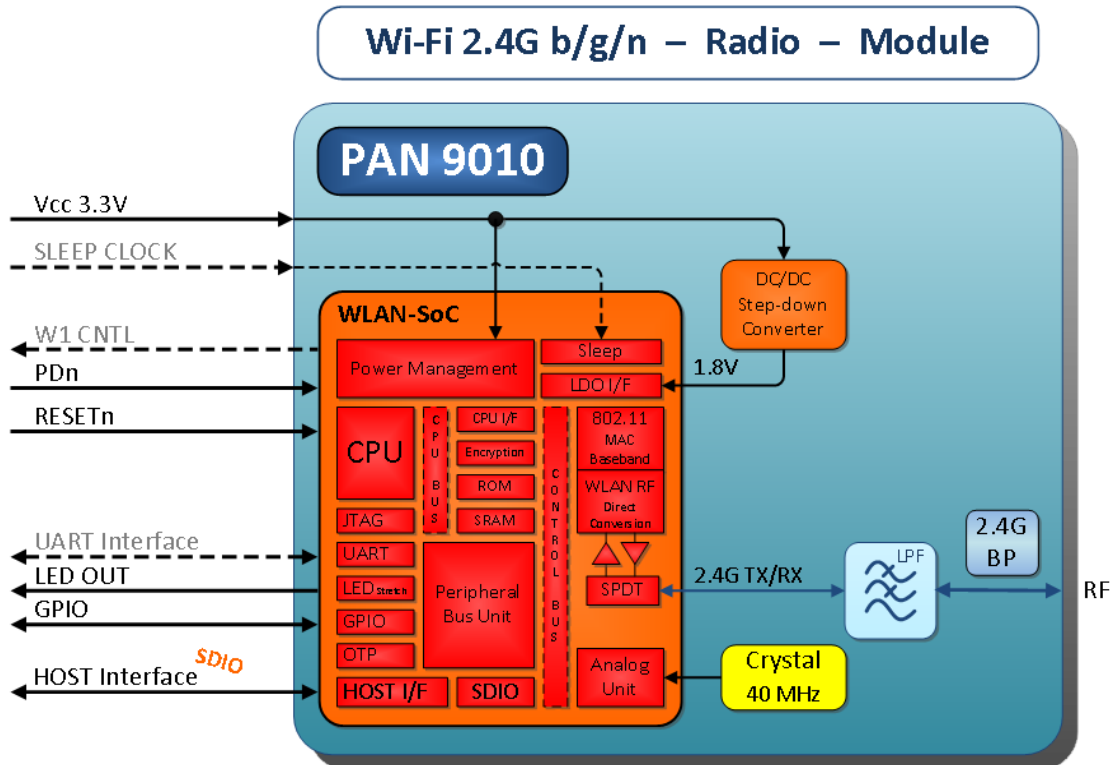 Wi-Fi 2.4G b/g/n – Radio – Module
PAN 9010
Vcc 3.3V
SLEEP CLOCK
W1 CNTL
PDn
RESETn
UART Interface
LED OUT
GPIO
SDIO
HOST Interface
WLAN-SoC
Power Management
Sleep
LDO I/F
CPU
CPU BUS
CPU I/F
Encryption
ROM
SRAM
JTAG
UART
LED Stretch
GPIO
OTP
Peripheral
Bus Unit
HOST I/F
SDIO
CONTROL BUS
802.11
MAC
Baseband
WLAN RF
Direct
Conversion
SPDT
Analog
Unit
DC/DC
Step-down
Converter
1.8V
2.4G TX/RX
LPF
2.4G
BP
RF
Crystal
40 MHz